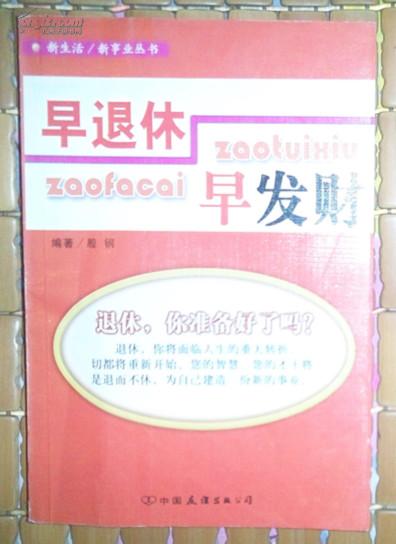 新生活/新事业丛书
早退休
zaotuixiu
zaofacai
早发财
编著/殷钢
退休，你准备好了吗？
退休，你将面临人生的重大转折，
切都将重新开始。您的智慧、您的才干将
是退而不休，为自己建造一份新的事业。
中国友谊出版公司